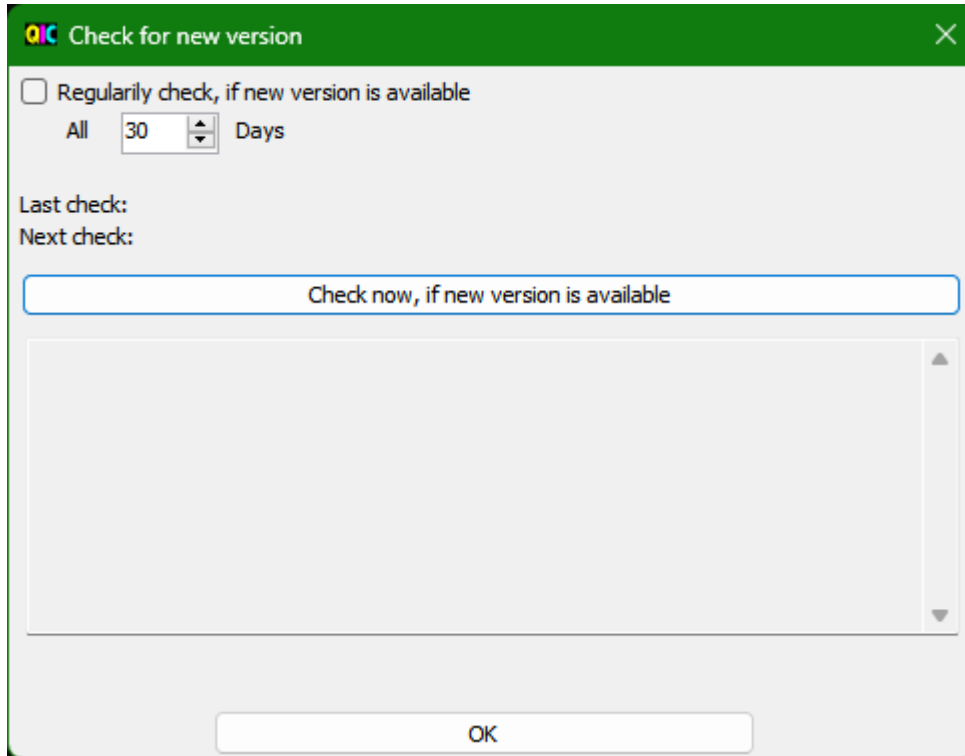 QIC Check for new version
Regularily check, if new version is available
All 30 Days
Last check:
Next check:
Check now, if new version is available
OK